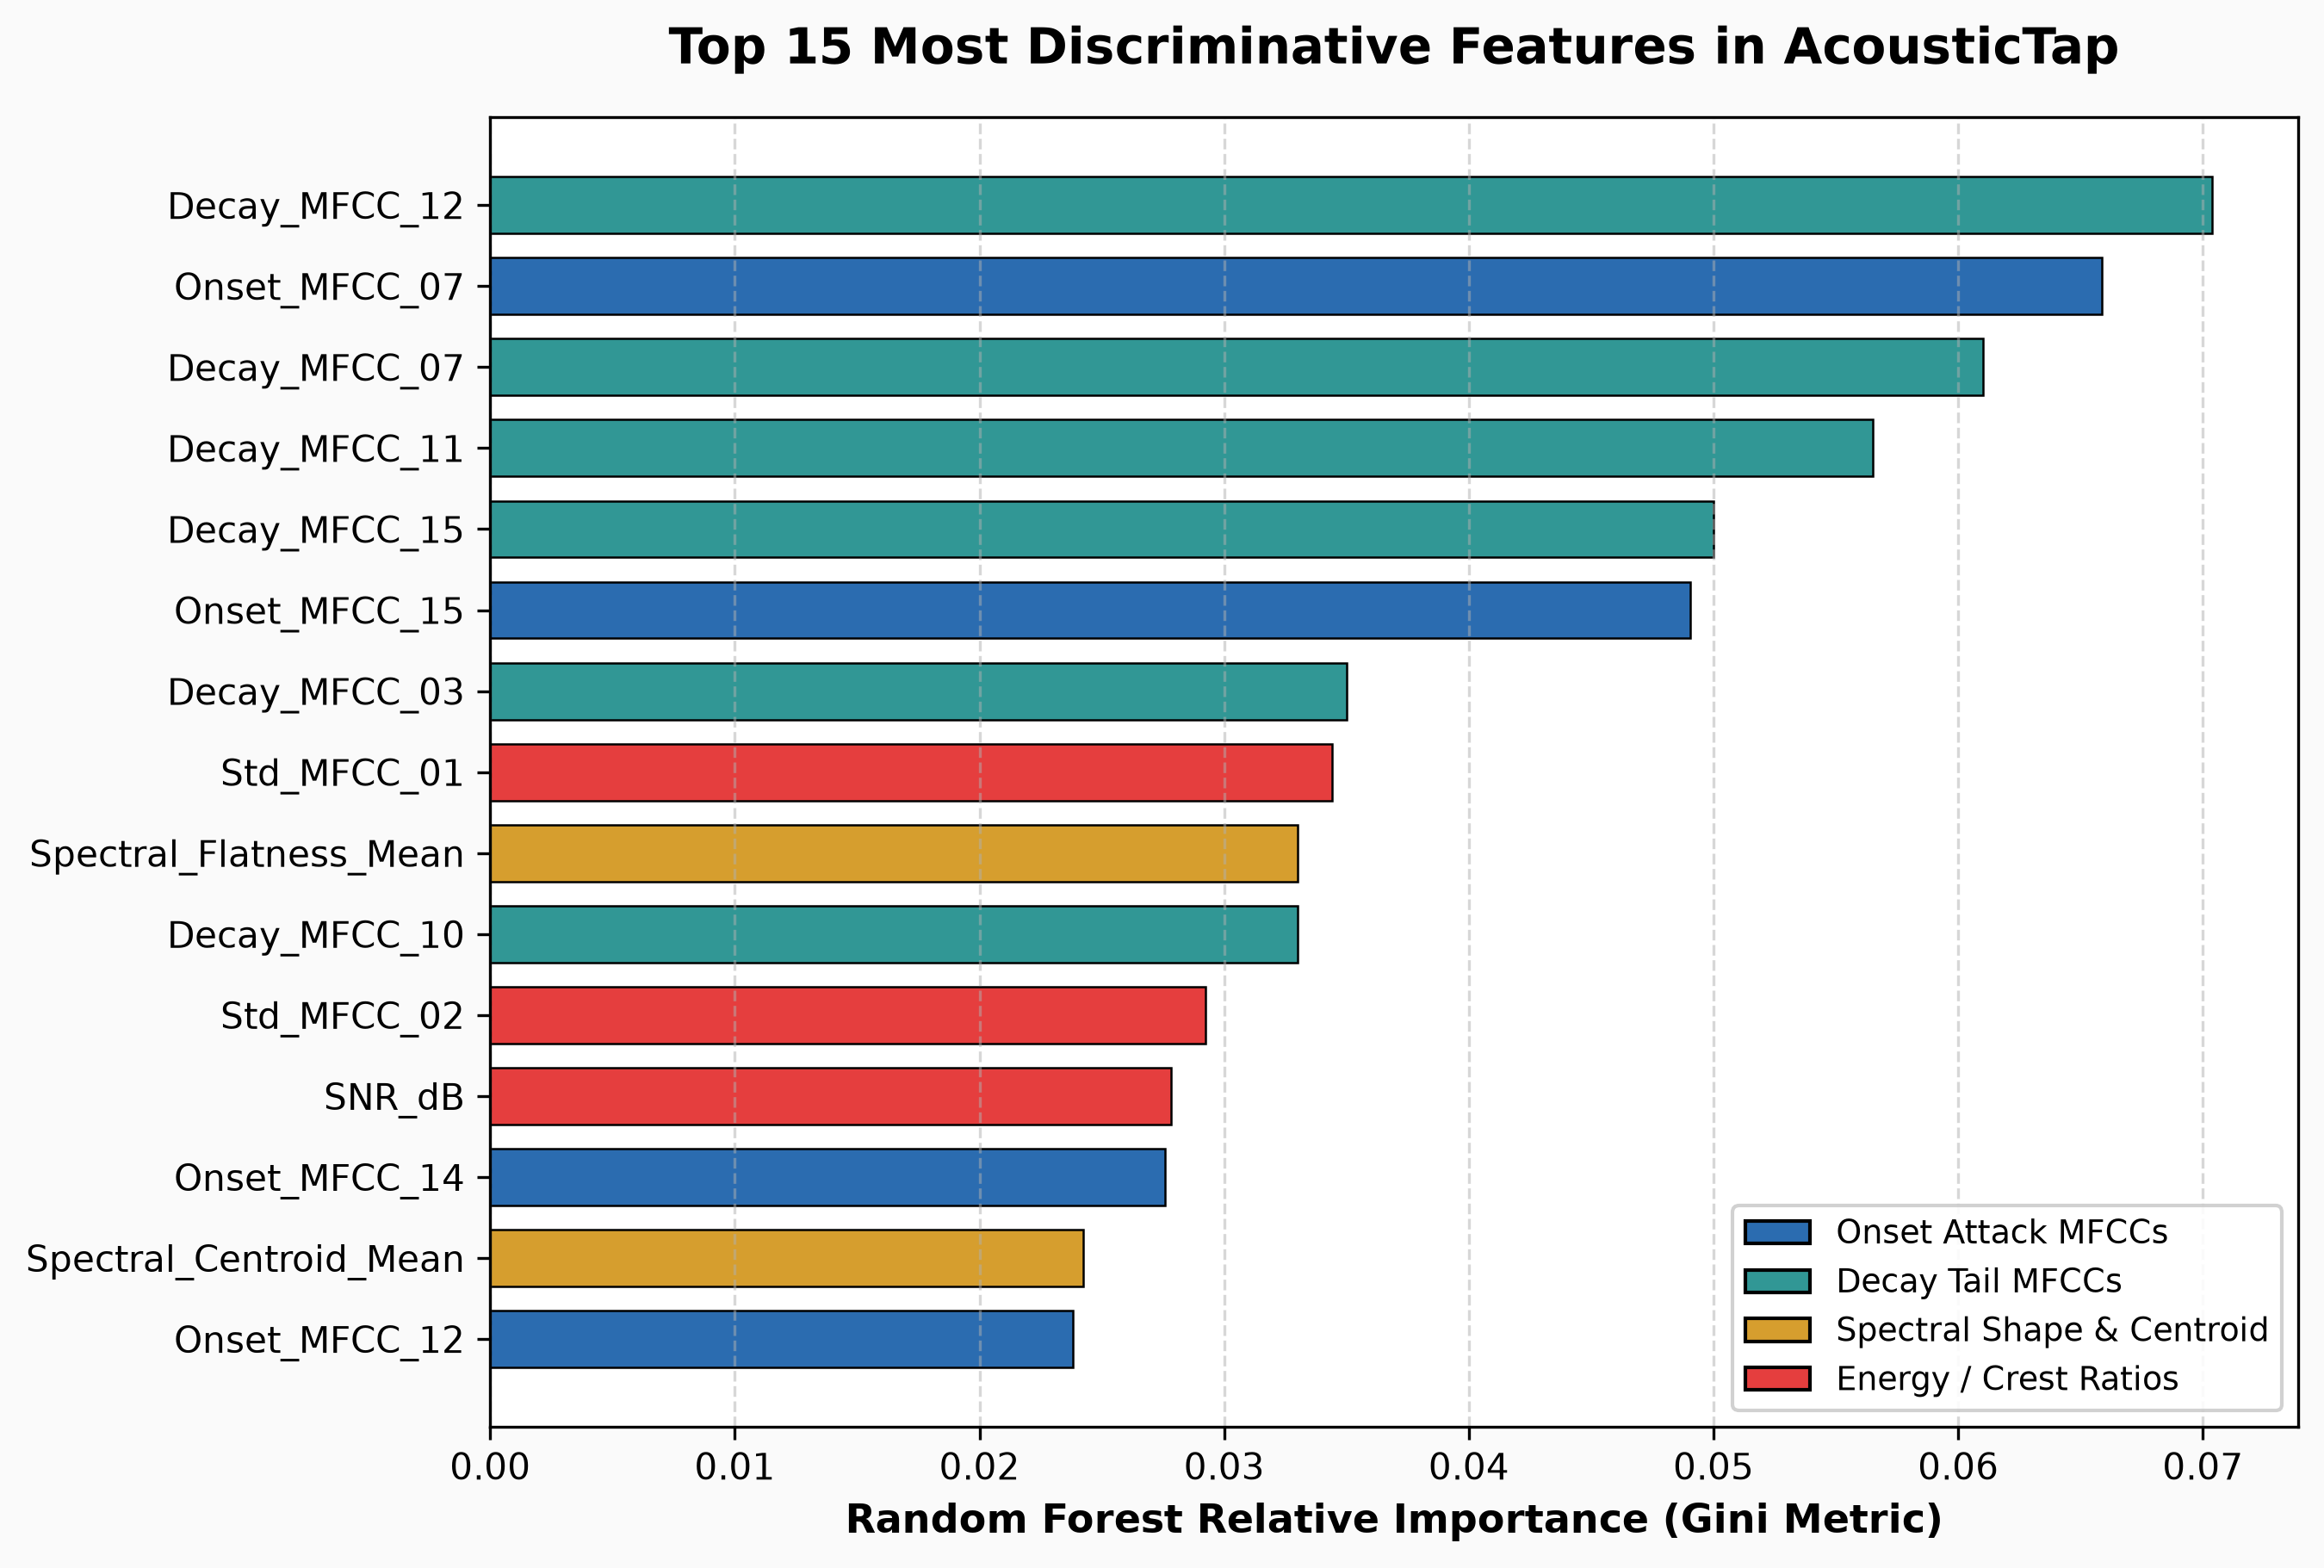 Top 15 Most Discriminative Features in AcousticTap
Decay_MFCC_12
Onset_MFCC_07
Decay_MFCC_07
Decay_MFCC_11
Decay_MFCC_15
Onset_MFCC_15
Decay_MFCC_03
Std_MFCC_01
Spectral_Flatness_Mean
Decay_MFCC_10
Std_MFCC_02
SNR_dB
Onset_MFCC_14
Spectral_Centroid_Mean
Onset_MFCC_12
Onset Attack MFCCs
Decay Tail MFCCs
Spectral Shape & Centroid
Energy / Crest Ratios
0.00 0.01 0.02 0.03 0.04 0.05 0.06 0.07
Random Forest Relative Importance (Gini Metric)